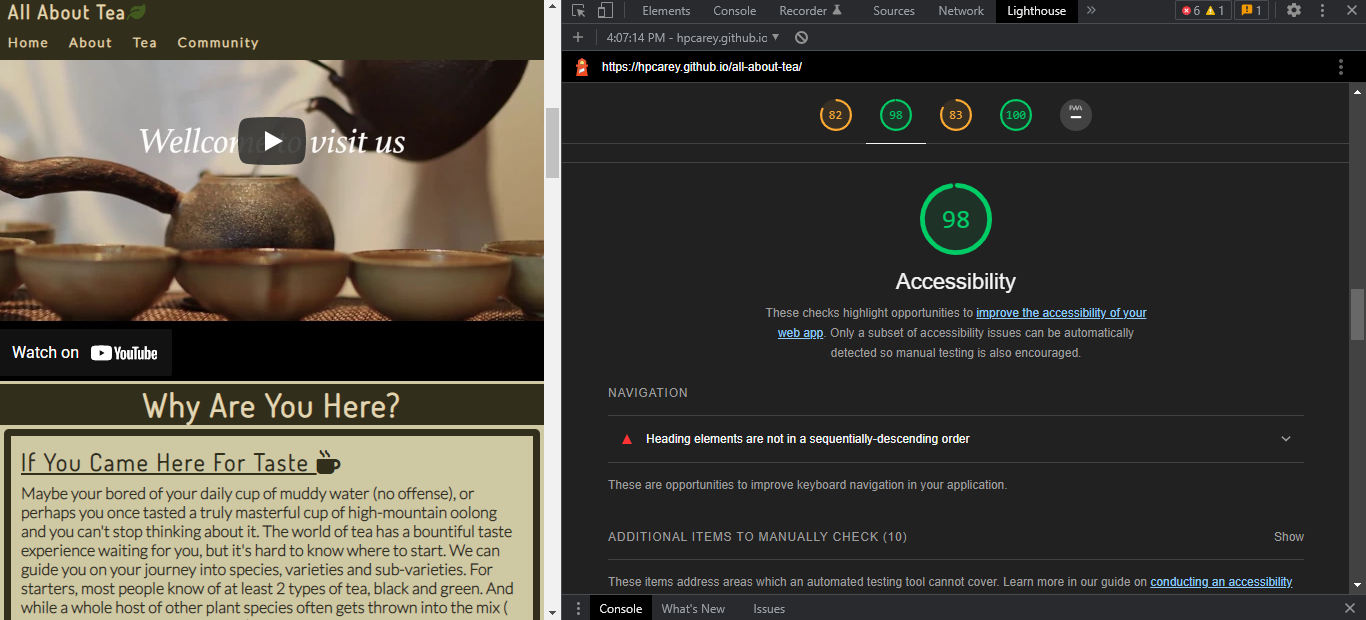 All About Tea
Home About Tea Community
Wellcom to visit us
Watch on YouTube
Why Are You Here?
If You Came Here For Taste
Maybe your bored of your daily cup of muddy water (no offense), or
perhaps you once tasted a truly masterful cup of high-mountain oolong
and you can't stop thinking about it. The world of tea has a bountiful taste
experience waiting for you, but it's hard to know where to start. We can
guide you on your journey into species, varieties and sub-varieties. For
starters, most people know of at least 2 types of tea, black and green. And
while a whole host of other plant species often gets thrown into the mix (
Elements Console Recorder Sources Network Lighthouse » 6 1 1
+ 4:07:14 PM - hpcarey.github.io
https://hpcarey.github.io/all-about-tea/
82 98 83 100 PWA
98
Accessibility
These checks highlight opportunities to improve the accessibility of your
web app. Only a subset of accessibility issues can be automatically
detected so manual testing is also encouraged.
NAVIGATION
Heading elements are not in a sequentially-descending order
These are opportunities to improve keyboard navigation in your application.
ADDITIONAL ITEMS TO MANUALLY CHECK (10) Show
These items address areas which an automated testing tool cannot cover. Learn more in our guide on conducting an accessibility
Console What's New Issues